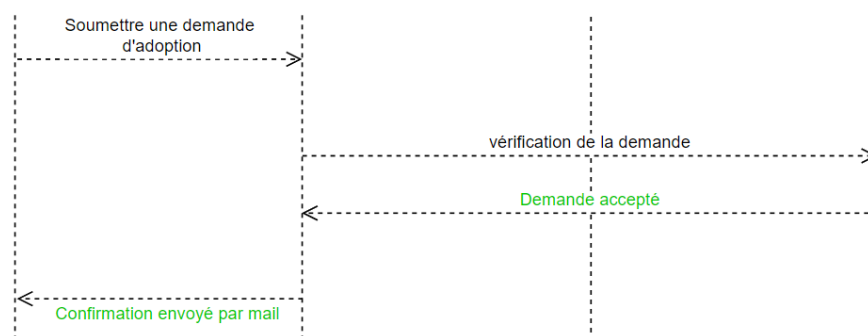 Soumettre une demande
d'adoption
vérification de la demande
Demande accepté
Confirmation envoyé par mail